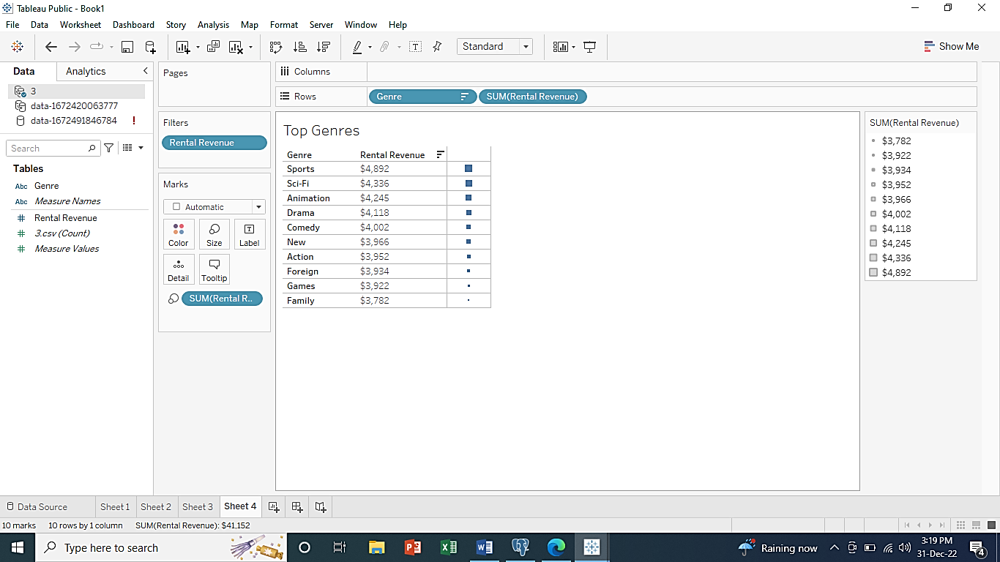 Tableau Public - Book1
File Data Worksheet Dashboard Story Analysis Map Format Server Window Help
Standard
Show Me
Data Analytics
3
data-1672420063777
data-1672491846784 !
Search
Tables
Abc Genre
Abc Measure Names
# Rental Revenue
# 3.csv (Count)
# Measure Values
Pages
Filters
Rental Revenue
Marks
Automatic
Color Size Label
Detail Tooltip
SUM(Rental R..
Columns
Rows Genre SUM(Rental Revenue)
Top Genres
Genre Rental Revenue
Sports $4,892
Sci-Fi $4,336
Animation $4,245
Drama $4,118
Comedy $4,002
New $3,966
Action $3,952
Foreign $3,934
Games $3,922
Family $3,782
SUM(Rental Revenue)
$3,782
$3,922
$3,934
$3,952
$3,966
$4,002
$4,118
$4,245
$4,336
$4,892
Data Source Sheet 1 Sheet 2 Sheet 3 Sheet 4
10 marks 10 rows by 1 column SUM(Rental Revenue): $41,152
Type here to search
Raining now
3:19 PM
31-Dec-22
4